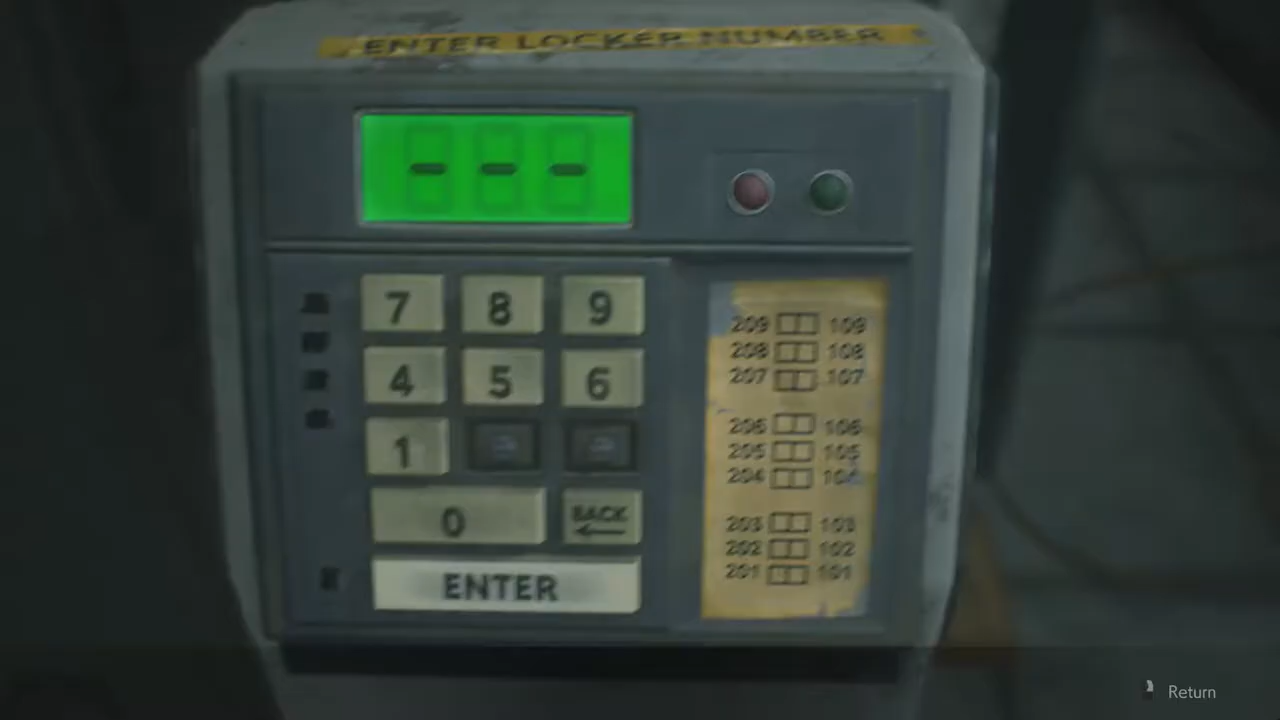 ENTER LOCKER NUMBER
- - -
7 8 9
4 5 6
1
0 BACK
ENTER
209 109
208 108
207 107
206 106
205 105
204 104
203 103
202 102
201 101
Return